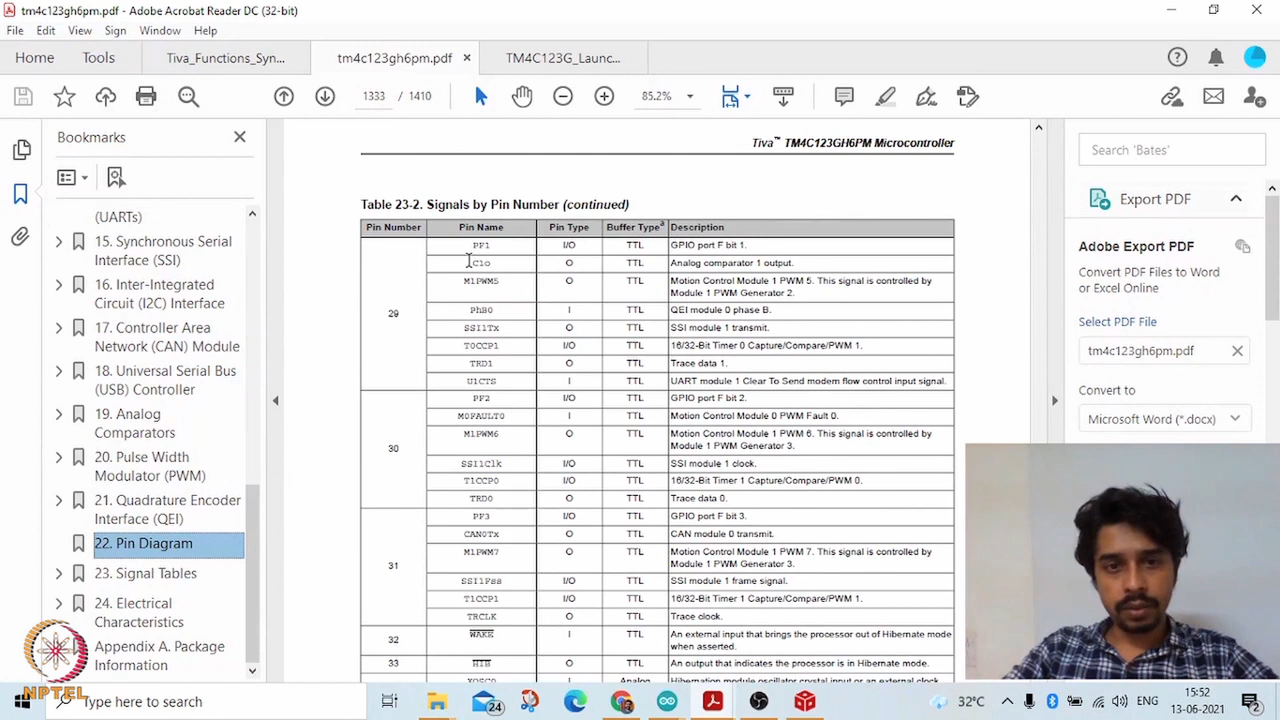 tm4c123gh6pm.pdf - Adobe Acrobat Reader DC (32-bit)
File Edit View Sign Window Help
Home Tools Tiva_Functions_Syn... tm4c123gh6pm.pdf TM4C123G_Launc...
1333 / 1410 85.2%
Bookmarks
(UARTs)
15. Synchronous Serial
Interface (SSI)
16. Inter-Integrated
Circuit (I2C) Interface
17. Controller Area
Network (CAN) Module
18. Universal Serial Bus
(USB) Controller
19. Analog
Comparators
20. Pulse Width
Modulator (PWM)
21. Quadrature Encoder
Interface (QEI)
22. Pin Diagram
23. Signal Tables
24. Electrical
Characteristics
Appendix A. Package
Information
Tiva™ TM4C123GH6PM Microcontroller
Table 23-2. Signals by Pin Number (continued)
Pin Number Pin Name Pin Type Buffer Typeᵃ Description
29
PF1 I/O TTL GPIO port F bit 1.
C1o O TTL Analog comparator 1 output.
M1PWM5 O TTL Motion Control Module 1 PWM 5. This signal is controlled by
Module 1 PWM Generator 2.
PhB0 I TTL QEI module 0 phase B.
SSI1Tx O TTL SSI module 1 transmit.
T0CCP1 I/O TTL 16/32-Bit Timer 0 Capture/Compare/PWM 1.
TRD1 O TTL Trace data 1.
U1CTS I TTL UART module 1 Clear To Send modem flow control input signal.
30
PF2 I/O TTL GPIO port F bit 2.
M0FAULT0 I TTL Motion Control Module 0 PWM Fault 0.
M1PWM6 O TTL Motion Control Module 1 PWM 6. This signal is controlled by
Module 1 PWM Generator 3.
SSI1Clk I/O TTL SSI module 1 clock.
T1CCP0 I/O TTL 16/32-Bit Timer 1 Capture/Compare/PWM 0.
TRD0 O TTL Trace data 0.
31
PF3 I/O TTL GPIO port F bit 3.
CAN0Tx O TTL CAN module 0 transmit.
M1PWM7 O TTL Motion Control Module 1 PWM 7. This signal is controlled by
Module 1 PWM Generator 3.
SSI1Fss I/O TTL SSI module 1 frame signal.
T1CCP1 I/O TTL 16/32-Bit Timer 1 Capture/Compare/PWM 1.
TRCLK O TTL Trace clock.
32 WAKE I TTL An external input that brings the processor out of Hibernate mode
when asserted.
33 HIB O TTL An output that indicates the processor is in Hibernate mode.
XOSC0 I Analog Hibernation module oscillator crystal input or an external clock
Search 'Bates'
Export PDF
Adobe Export PDF
Convert PDF Files to Word
or Excel Online
Select PDF File
tm4c123gh6pm.pdf
Convert to
Microsoft Word (*.docx)
NPTEL
Type here to search
24
32°C
ENG
15:52
13-06-2021
2